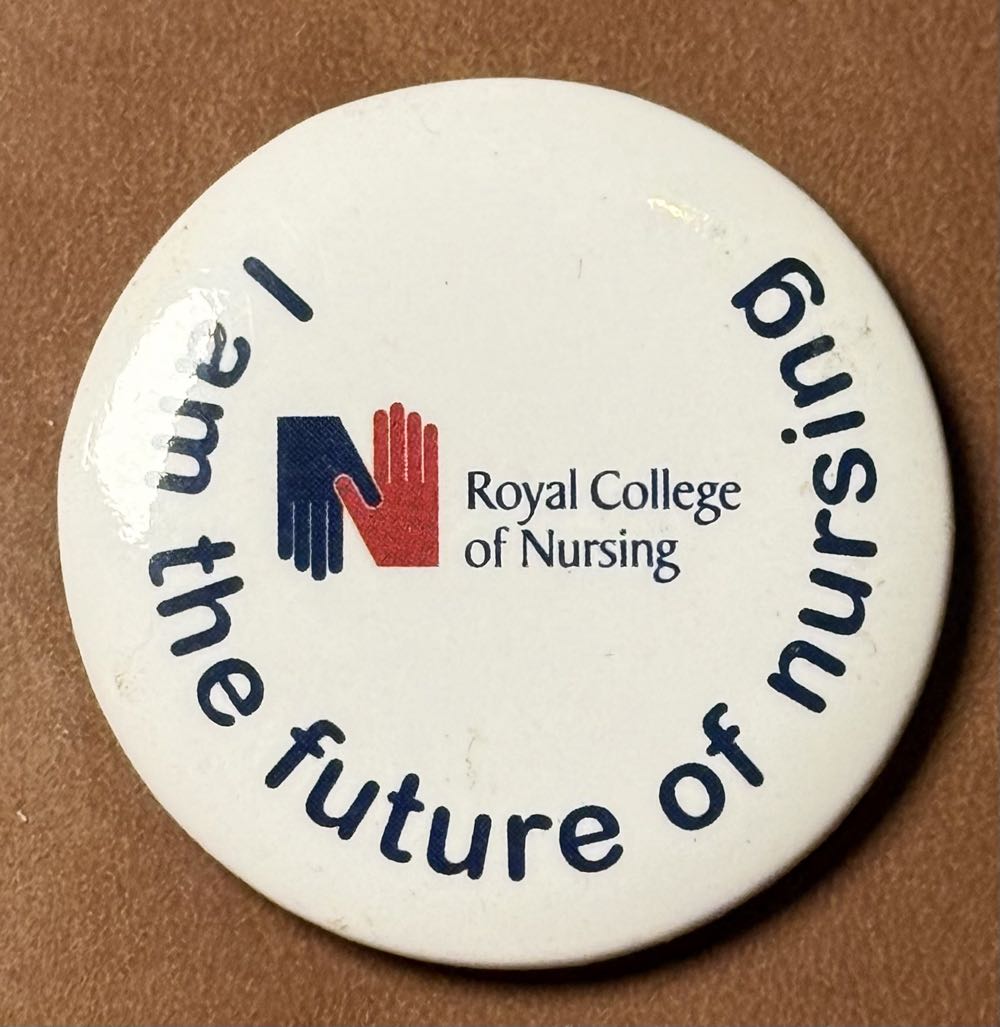 I am the future of nursing
Royal College
of Nursing